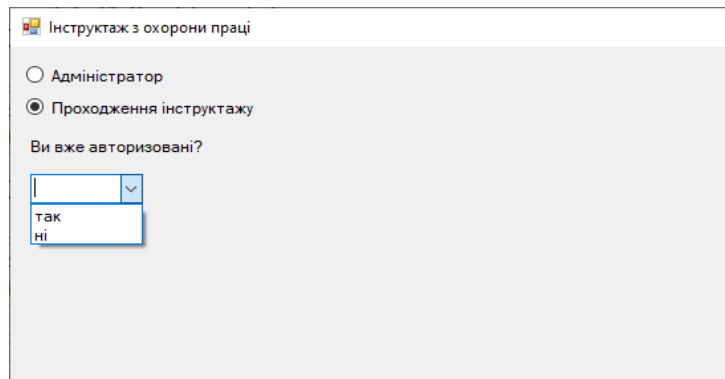 Інструктаж з охорони праці
Адміністратор
Проходження інструктажу
Ви вже авторизовані?
так
ні